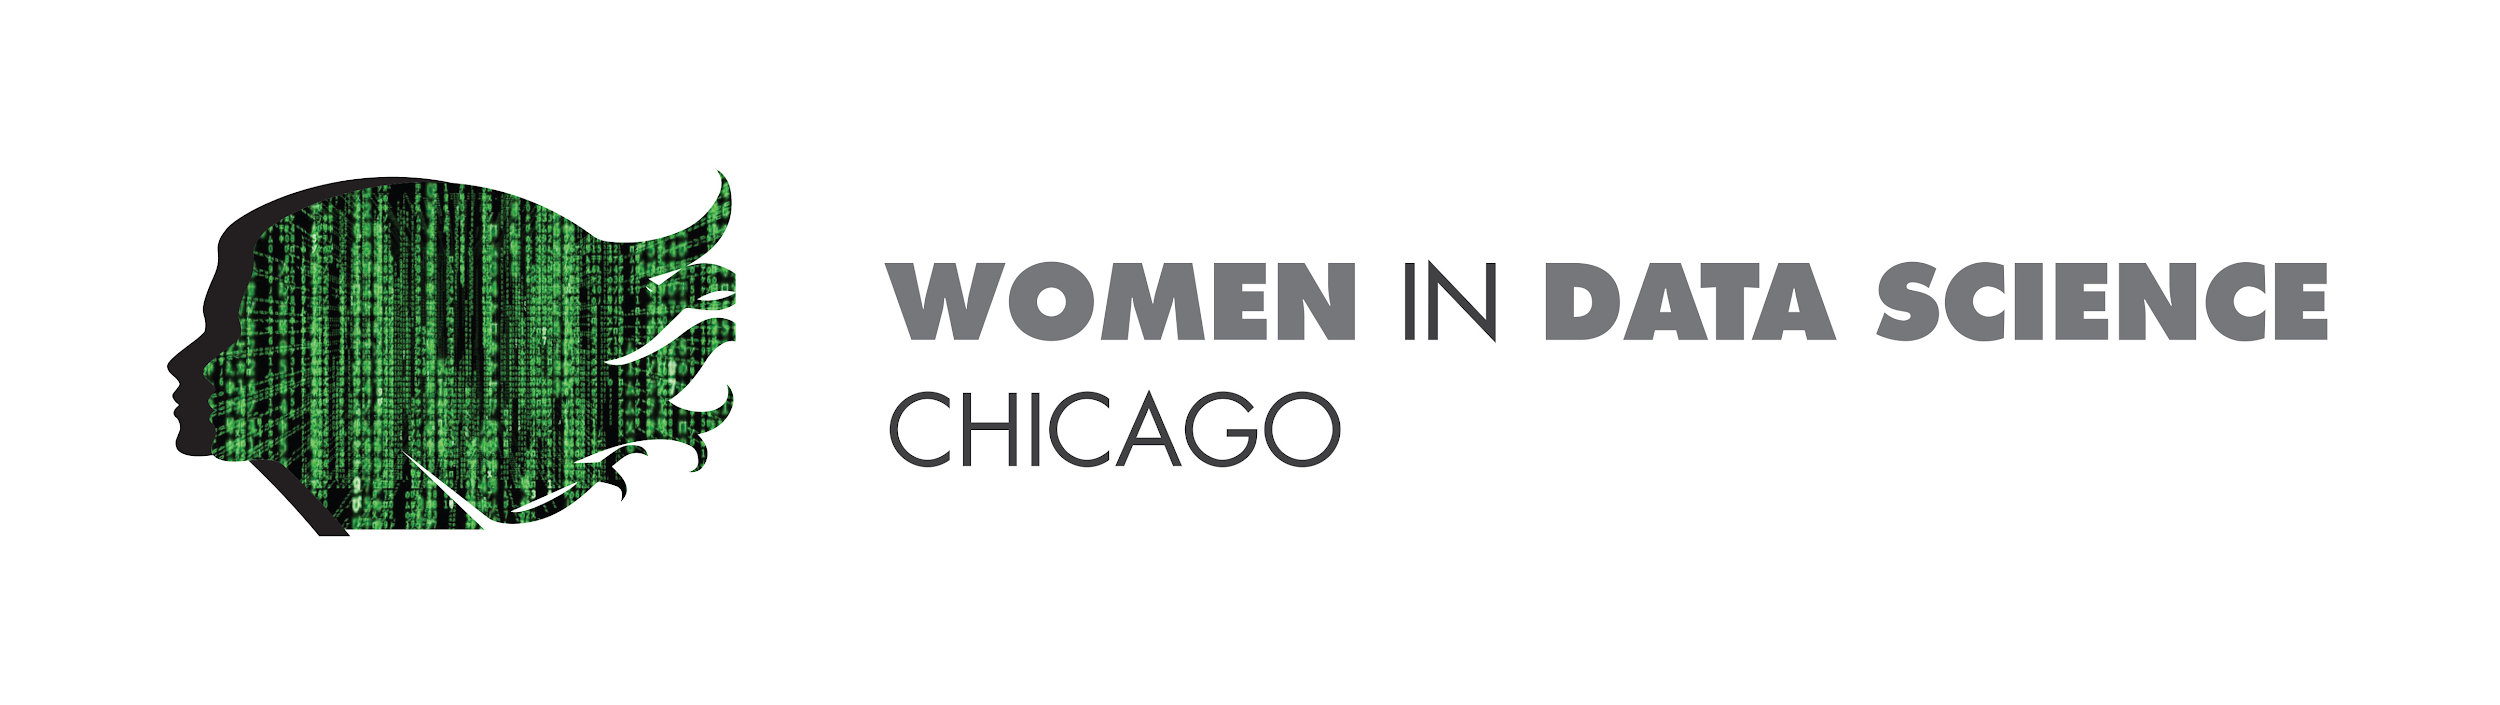 WOMEN IN DATA SCIENCE
CHICAGO